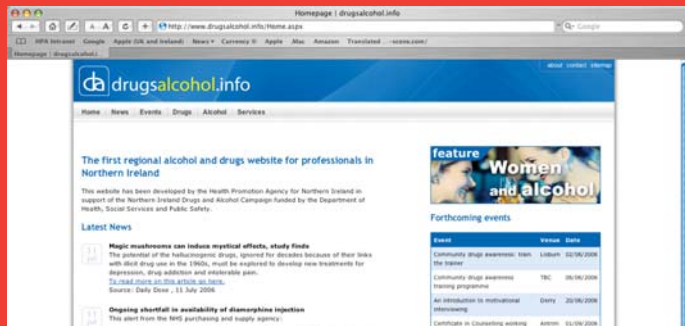 Homepage | drugsalcohol.info
http://www.drugsalcohol.info/Home.aspx
Google
HPA Intranet Google Apple (UK and Ireland) News Currency Apple .Mac Amazon
Homepage | drugsalcohol.i...
about contact sitemap
da drugsalcohol.info
Home News Events Drugs Alcohol Services
The first regional alcohol and drugs website for professionals in
Northern Ireland
This website has been developed by the Health Promotion Agency for Northern Ireland in
support of the Northern Ireland Drugs and Alcohol Campaign funded by the Department of
Health, Social Services and Public Safety.
Latest News
11
Jul
Magic mushrooms can induce mystical effects, study finds
The potential of the hallucinogenic drugs, ignored for decades because of their links
with illicit drug use in the 1960s, must be explored to develop new treatments for
depression, drug addiction and intolerable pain.
To read more on this article go here.
Source: Daily Dose , 11 July 2006
11
Jul
Ongoing shortfall in availability of diamorphine injection
This alert from the NHS purchasing and supply agency:
feature
Women
and alcohol
Forthcoming events
Event Venue Date
Community drugs awareness: train
the trainer
Lisburn 02/06/2006
Community drugs awareness
training programme
TBC 06/06/2006
An introduction to motivational
interviewing
Derry 20/06/2006
Certificate in Counselling working
Antrim 01/09/2006